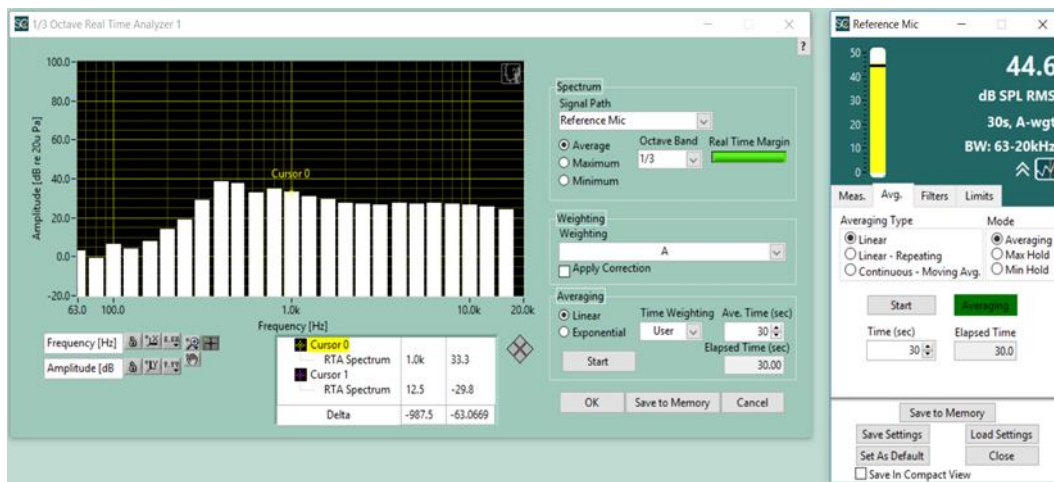 SC 1/3 Octave Real Time Analyzer 1
?
100.0
80.0
60.0
40.0
20.0
0.0
-20.0
Amplitude [dB re 20u Pa]
Cursor 0
63.0 100.0 1.0k 10.0k 20.0k
Frequency [Hz]
Frequency [Hz]
Amplitude [dB
Cursor 0
RTA Spectrum 1.0k 33.3
Cursor 1
RTA Spectrum 12.5 -29.8
Delta -987.5 -63.0669
Spectrum
Signal Path
Reference Mic
Average
Maximum
Minimum
Octave Band
1/3
Real Time Margin
Weighting
Weighting
A
Apply Correction
Averaging
Linear
Exponential
Time Weighting
User
Ave. Time (sec)
30
Elapsed Time (sec)
30.00
Start
OK Save to Memory Cancel
SC Reference Mic
50
40
30
20
10
0
44.6
dB SPL RMS
30s, A-wgt
BW: 63-20kHz
Meas. Avg. Filters Limits
Averaging Type
Linear
Linear - Repeating
Continuous - Moving Avg.
Mode
Averaging
Max Hold
Min Hold
Start Averaging
Time (sec) Elapsed Time
30 30.0
Save to Memory
Save Settings Load Settings
Set As Default Close
Save In Compact View